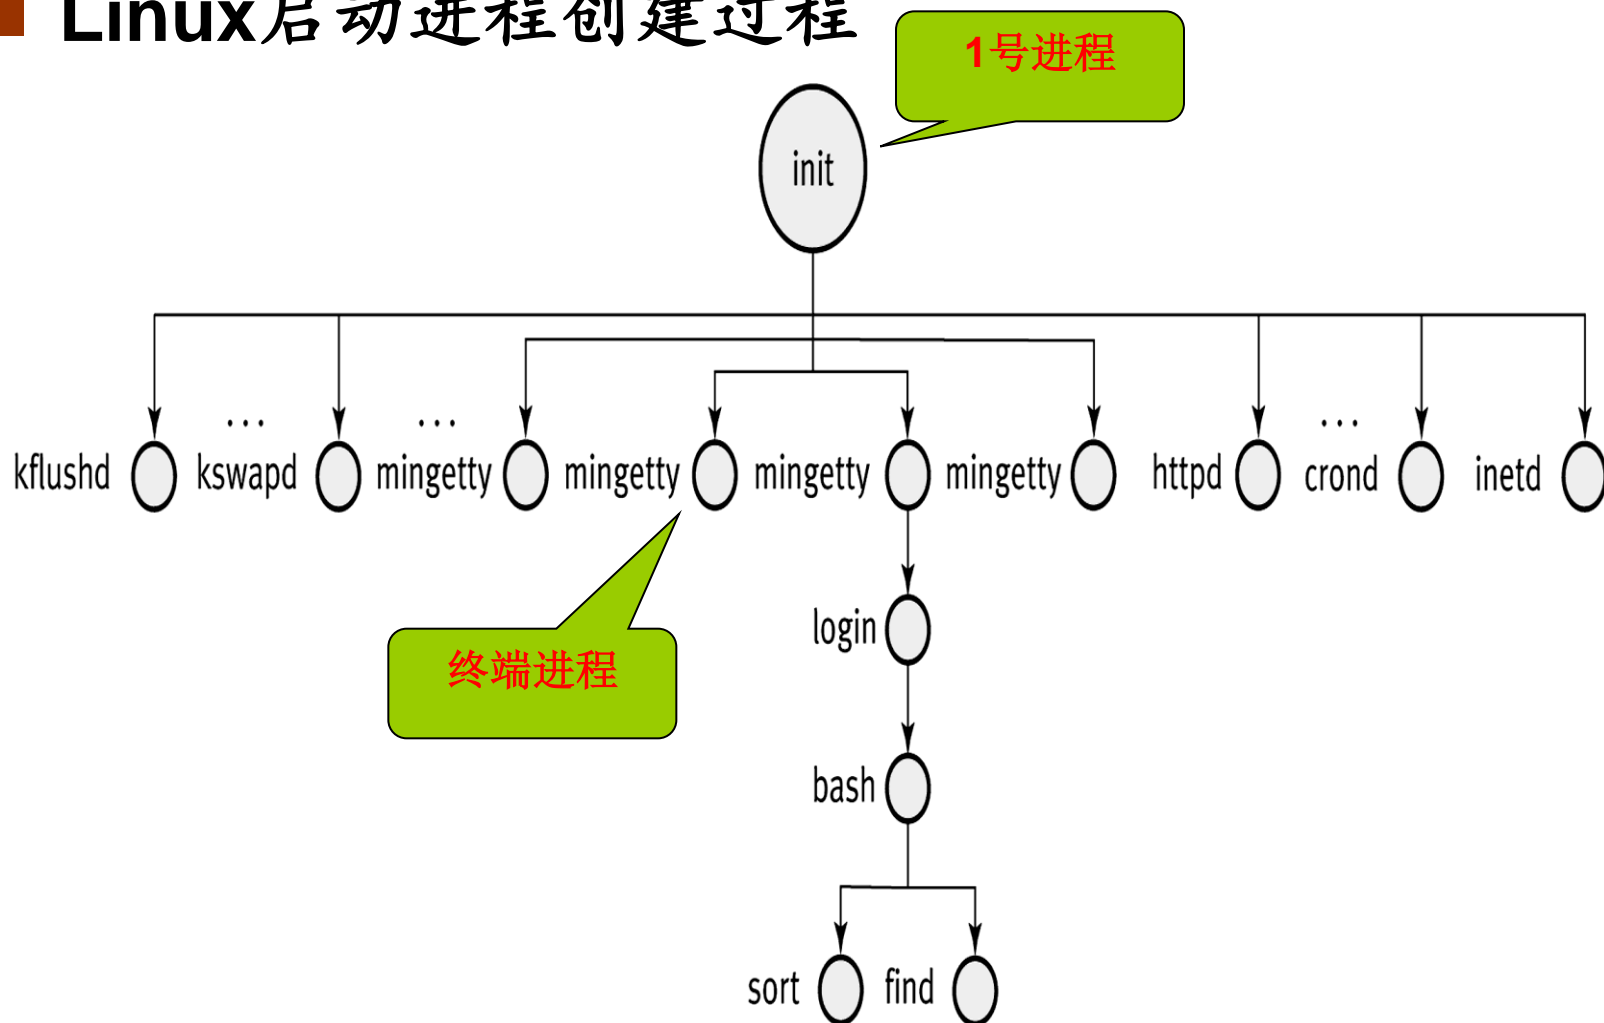 Linux启动进程创建过程
1号进程
init
... ... ...
kflushd kswapd mingetty mingetty mingetty mingetty httpd crond inetd
login
终端进程
bash
sort find